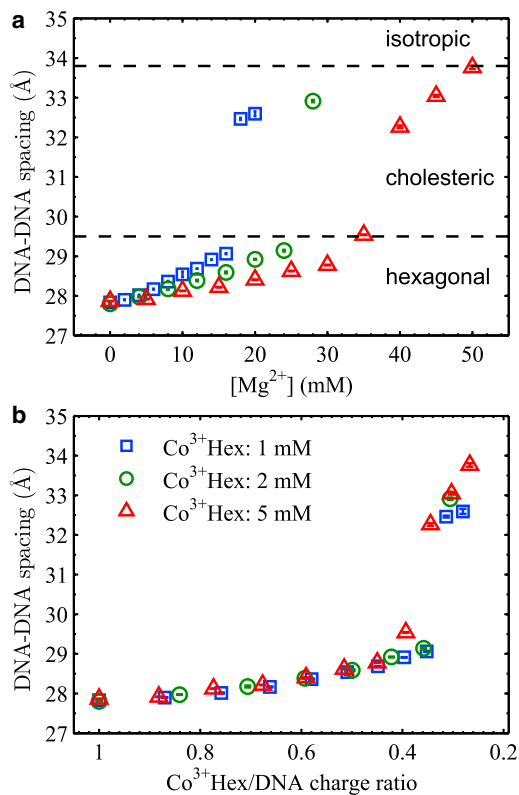 a
isotropic
cholesteric
hexagonal
DNA-DNA spacing (Å)
35
34
33
32
31
30
29
28
27
0 10 20 30 40 50 60
[Mg²⁺] (mM)
b
Co³⁺Hex: 1 mM
Co³⁺Hex: 2 mM
Co³⁺Hex: 5 mM
DNA-DNA spacing (Å)
35
34
33
32
31
30
29
28
27
1 0.8 0.6 0.4 0.2
Co³⁺Hex/DNA charge ratio